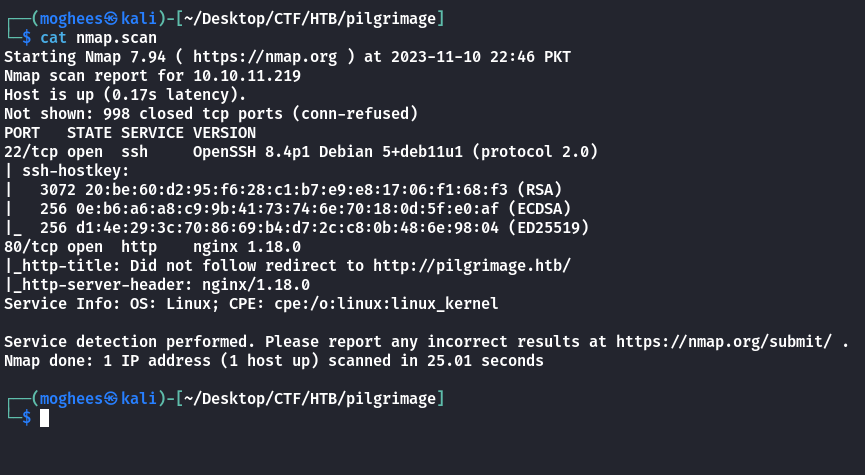 ┌──(moghees㉿kali)-[~/Desktop/CTF/HTB/pilgrimage]
└─$ cat nmap.scan
Starting Nmap 7.94 ( https://nmap.org ) at 2023-11-10 22:46 PKT
Nmap scan report for 10.10.11.219
Host is up (0.17s latency).
Not shown: 998 closed tcp ports (conn-refused)
PORT   STATE SERVICE VERSION
22/tcp open  ssh     OpenSSH 8.4p1 Debian 5+deb11u1 (protocol 2.0)
| ssh-hostkey:
|   3072 20:be:60:d2:95:f6:28:c1:b7:e9:e8:17:06:f1:68:f3 (RSA)
|   256 0e:b6:a6:a8:c9:9b:41:73:74:6e:70:18:0d:5f:e0:af (ECDSA)
|_  256 d1:4e:29:3c:70:86:69:b4:d7:2c:c8:0b:48:6e:98:04 (ED25519)
80/tcp open  http    nginx 1.18.0
|_http-title: Did not follow redirect to http://pilgrimage.htb/
|_http-server-header: nginx/1.18.0
Service Info: OS: Linux; CPE: cpe:/o:linux:linux_kernel

Service detection performed. Please report any incorrect results at https://nmap.org/submit/ .
Nmap done: 1 IP address (1 host up) scanned in 25.01 seconds

┌──(moghees㉿kali)-[~/Desktop/CTF/HTB/pilgrimage]
└─$